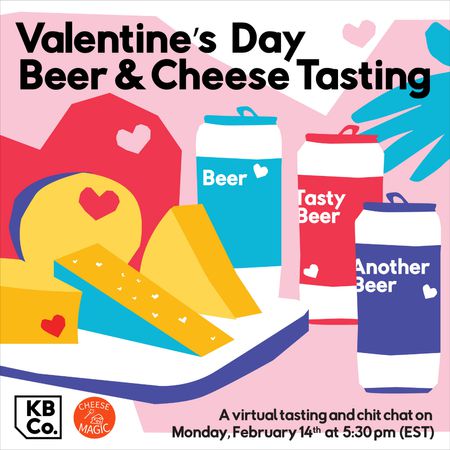 Valentine's Day
Beer & Cheese Tasting
Beer
Tasty
Beer
Another
Beer
KB
Co.
CHEESE
MAGIC
A virtual tasting and chit chat on
Monday, February 14th at 5:30 pm (EST)